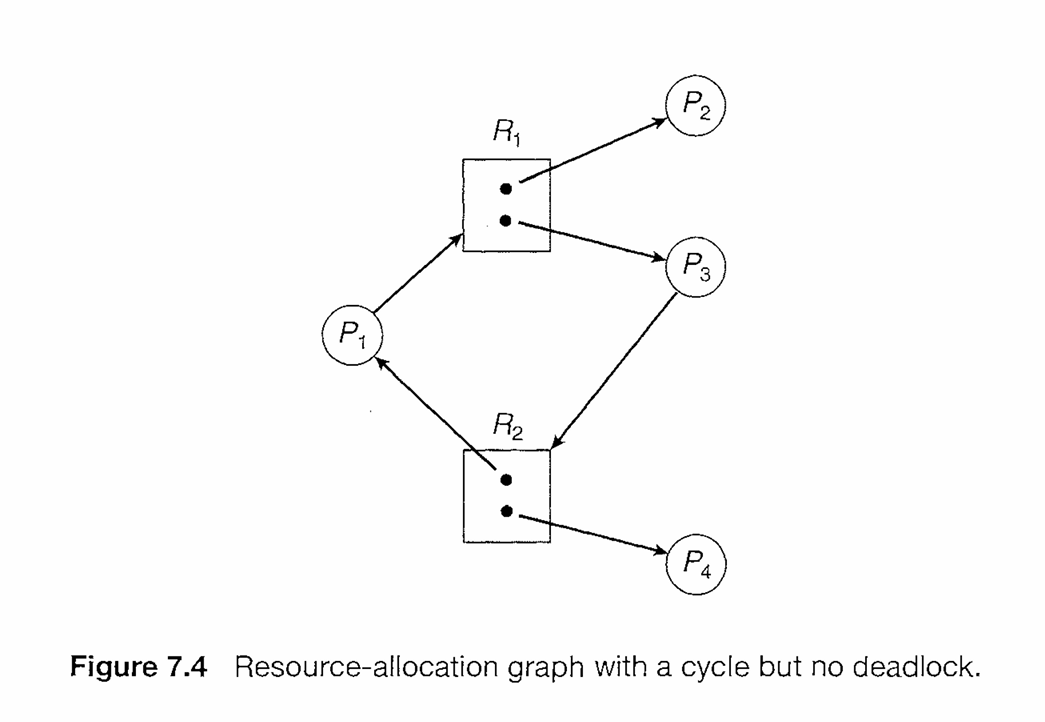 P2
R1
P3
P1
R2
P4
Figure 7.4 Resource-allocation graph with a cycle but no deadlock.